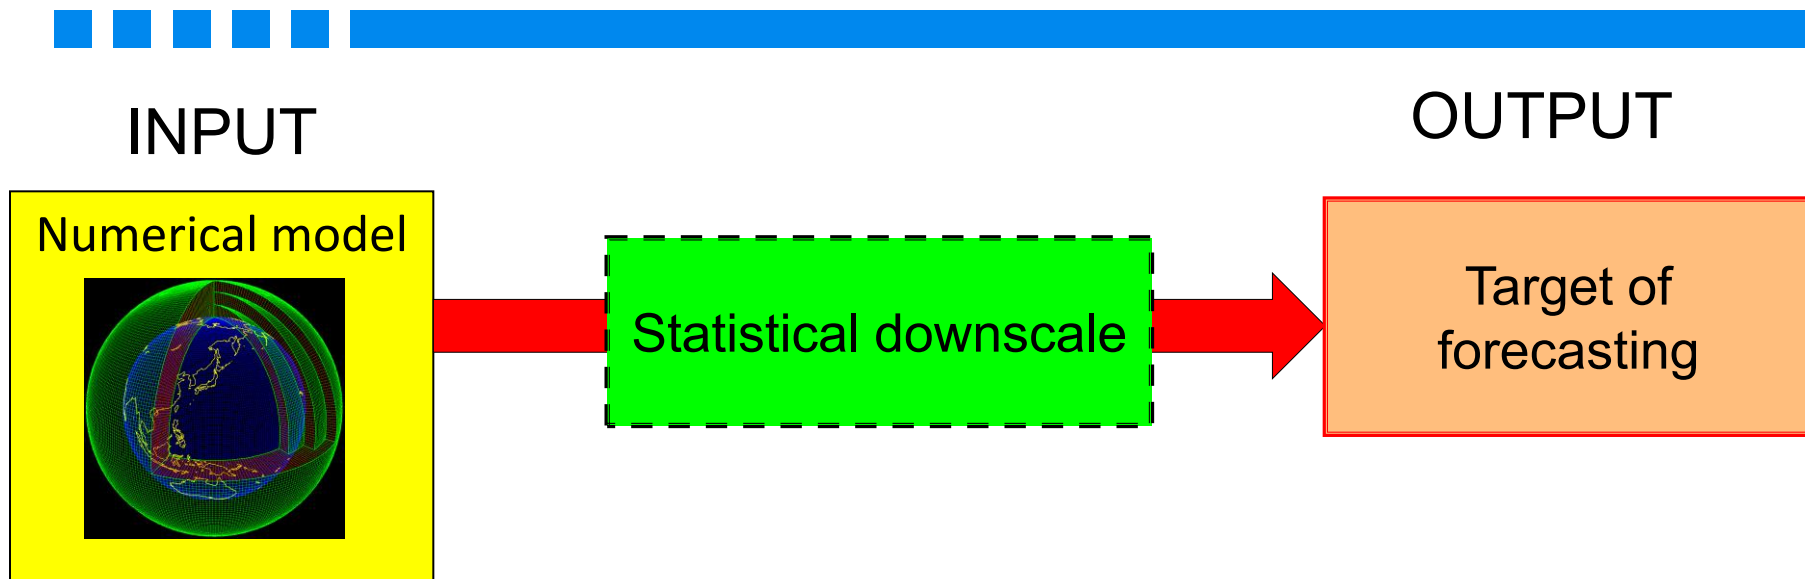 INPUT
OUTPUT
Numerical model
Statistical downscale
Target of
forecasting